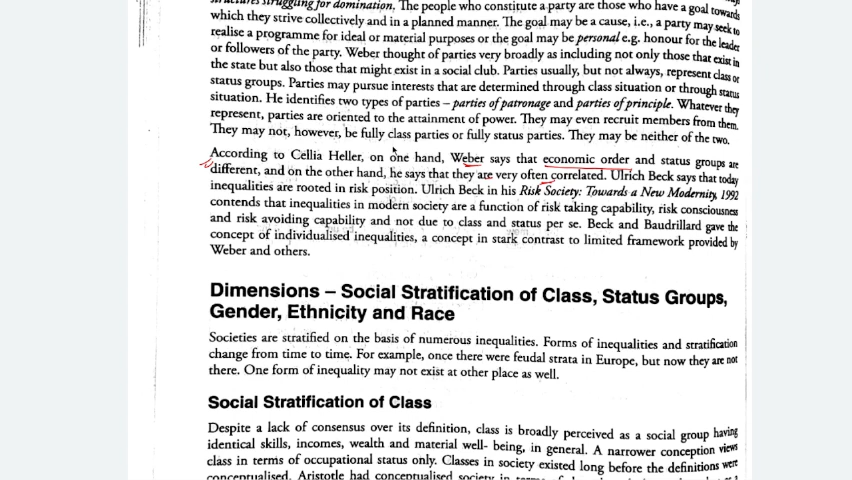 structures struggling for domination. The people who constitute a party are those who have a goal towards
which they strive collectively and in a planned manner. The goal may be a cause, i.e., a party may seek to
realise a programme for ideal or material purposes or the goal may be personal e.g. honour for the leader
or followers of the party. Weber thought of parties very broadly as including not only those that exist in
the state but also those that might exist in a social club. Parties usually, but not always, represent class or
status groups. Parties may pursue interests that are determined through class situation or through status
situation. He identifies two types of parties – parties of patronage and parties of principle. Whatever they
represent, parties are oriented to the attainment of power. They may even recruit members from them.
They may not, however, be fully class parties or fully status parties. They may be neither of the two.
According to Cellia Heller, on one hand, Weber says that economic order and status groups are
different, and on the other hand, he says that they are very often correlated. Ulrich Beck says that today
inequalities are rooted in risk position. Ulrich Beck in his Risk Society: Towards a New Modernity, 1992
contends that inequalities in modern society are a function of risk taking capability, risk consciousness
and risk avoiding capability and not due to class and status per se. Beck and Baudrillard gave the
concept of individualised inequalities, a concept in stark contrast to limited framework provided by
Weber and others.
Dimensions – Social Stratification of Class, Status Groups,
Gender, Ethnicity and Race
Societies are stratified on the basis of numerous inequalities. Forms of inequalities and stratification
change from time to time. For example, once there were feudal strata in Europe, but now they are not
there. One form of inequality may not exist at other place as well.
Social Stratification of Class
Despite a lack of consensus over its definition, class is broadly perceived as a social group having
identical skills, incomes, wealth and material well- being, in general. A narrower conception views
class in terms of occupational status only. Classes in society existed long before the definitions were
conceptualised. Aristotle had conceptualised society in terms of